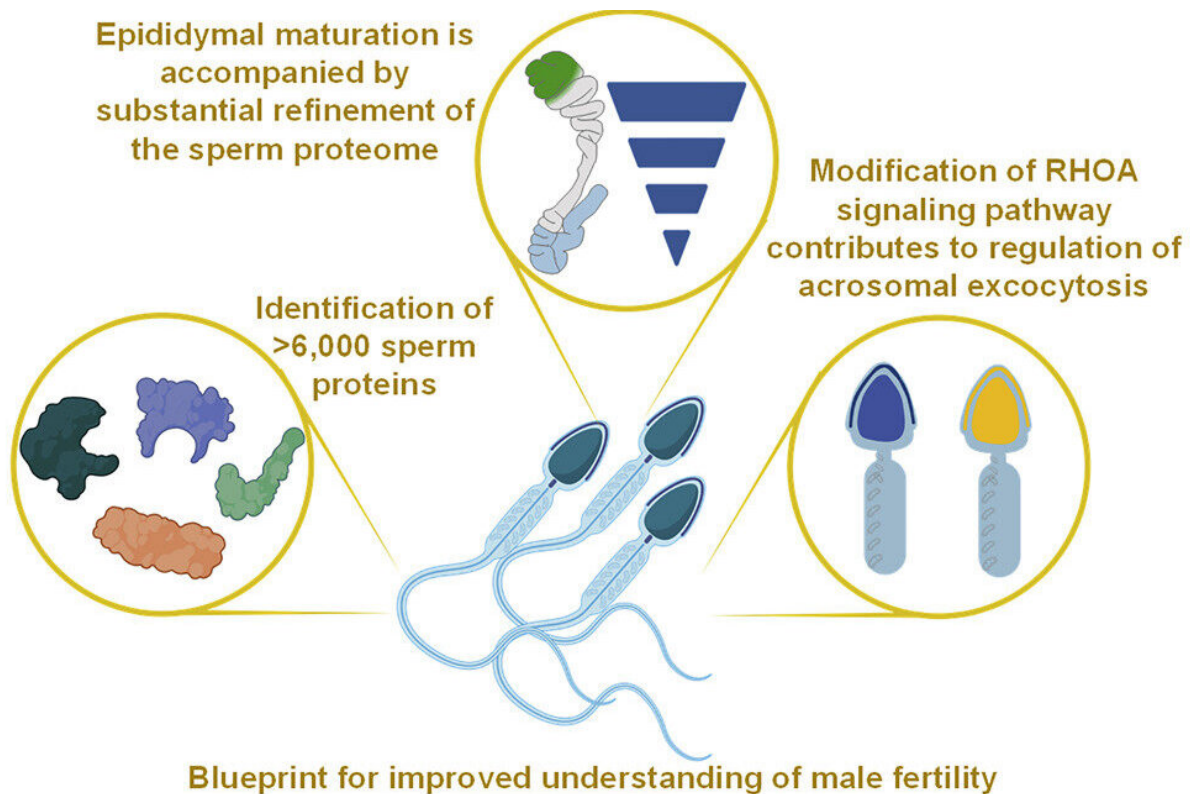 Epididymal maturation is
accompanied by
substantial refinement of
the sperm proteome
Modification of RHOA
signaling pathway
contributes to regulation of
acrosomal excocytosis
Identification of
>6,000 sperm
proteins
Blueprint for improved understanding of male fertility